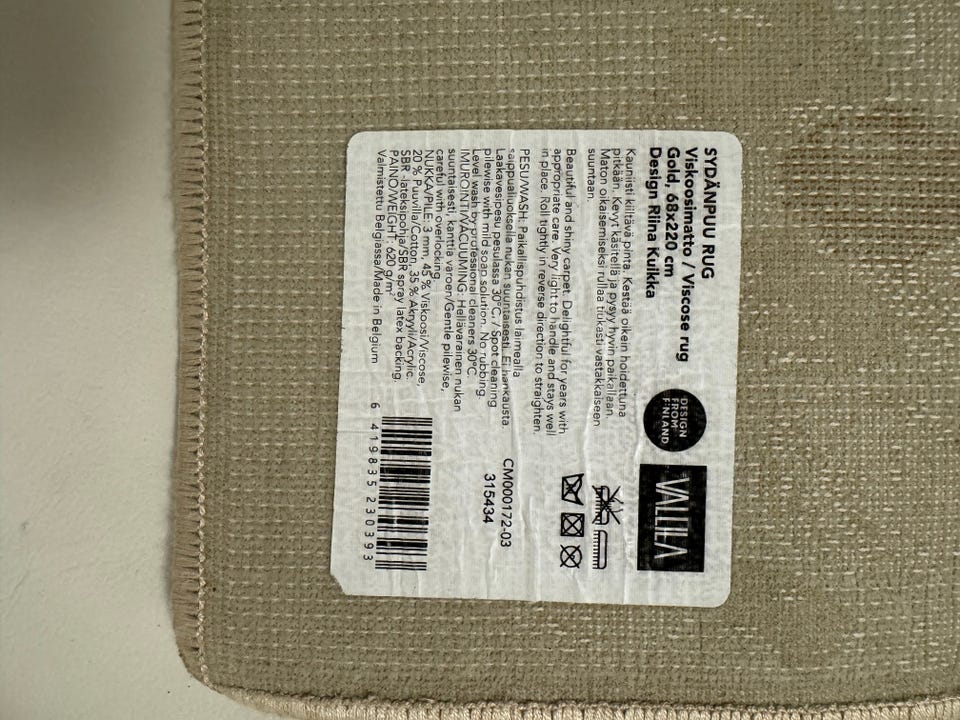 SYDÄNPUU RUG
Viskoosimatto / Viscose rug
Gold, 68x220 cm
Design Riina Kuikka
DESIGN
FROM
FINLAND
VALLILA
Kauniisti kiiltävä pinta. Kestää oikein hoidettuna
pitkään. Kevyt käsitellä ja pysyy hyvin paikallaan.
Maton oikaisemiseksi rullaa tiukasti vastakkaiseen
suuntaan.
Beautiful and shiny carpet. Delightful for years with
appropriate care. Very light to handle and stays well
in place. Roll tightly in reverse direction to straighten.
PESU/WASH: Paikallispuhdistus laimealla
saippualiuoksella nukan suuntaisesti. Ei hankausta.
Laakavesipesu pesulassa 30°C. / Spot cleaning
pilewise with mild soap solution. No rubbing.
Level wash by professional cleaners 30°C.
IMUROINTI/VACUUMING: Hellävarainen nukan
suuntaisesti, kanttia varoen/Gentle pilewise,
careful with overlocking.
NUKKA/PILE: 3 mm, 45 % Viskoosi/Viscose,
20 % Puuvilla/Cotton, 35 % Akryyli/Acrylic.
SBR -lateksipohja/SBR spray latex backing
PAINO/WEIGHT: 620 g/m²
Valmistettu Belgiassa/Made in Belgium
CM000172-03
315434
6 419835 230393